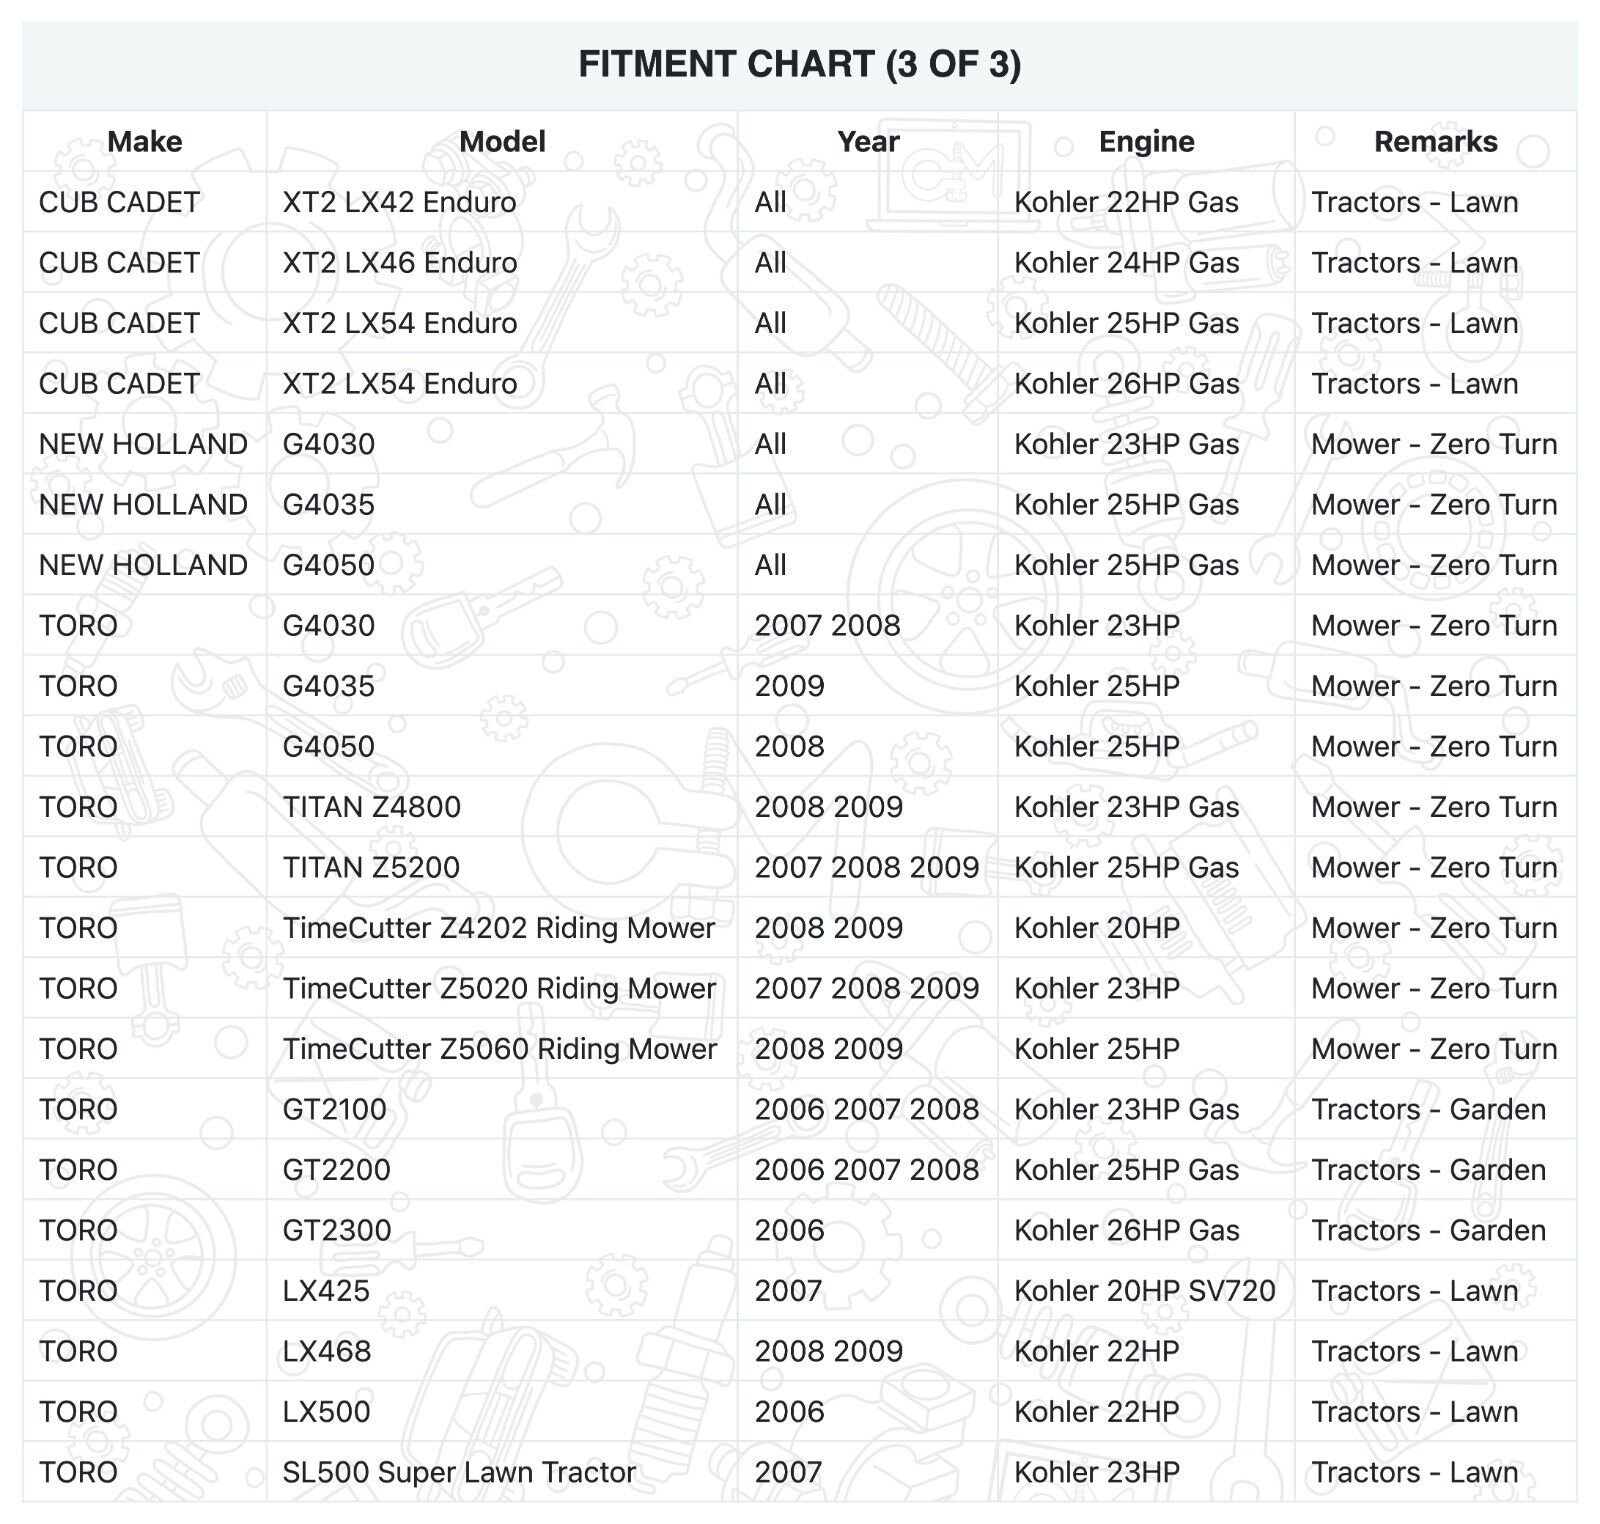 FITMENT CHART (3 OF 3)
Make Model Year Engine Remarks
CUB CADET XT2 LX42 Enduro All Kohler 22HP Gas Tractors - Lawn
CUB CADET XT2 LX46 Enduro All Kohler 24HP Gas Tractors - Lawn
CUB CADET XT2 LX54 Enduro All Kohler 25HP Gas Tractors - Lawn
CUB CADET XT2 LX54 Enduro All Kohler 26HP Gas Tractors - Lawn
NEW HOLLAND G4030 All Kohler 23HP Gas Mower - Zero Turn
NEW HOLLAND G4035 All Kohler 25HP Gas Mower - Zero Turn
NEW HOLLAND G4050 All Kohler 25HP Gas Mower - Zero Turn
TORO G4030 2007 2008 Kohler 23HP Mower - Zero Turn
TORO G4035 2009 Kohler 25HP Mower - Zero Turn
TORO G4050 2008 Kohler 25HP Mower - Zero Turn
TORO TITAN Z4800 2008 2009 Kohler 23HP Gas Mower - Zero Turn
TORO TITAN Z5200 2007 2008 2009 Kohler 25HP Gas Mower - Zero Turn
TORO TimeCutter Z4202 Riding Mower 2008 2009 Kohler 20HP Mower - Zero Turn
TORO TimeCutter Z5020 Riding Mower 2007 2008 2009 Kohler 23HP Mower - Zero Turn
TORO TimeCutter Z5060 Riding Mower 2008 2009 Kohler 25HP Mower - Zero Turn
TORO GT2100 2006 2007 2008 Kohler 23HP Gas Tractors - Garden
TORO GT2200 2006 2007 2008 Kohler 25HP Gas Tractors - Garden
TORO GT2300 2006 Kohler 26HP Gas Tractors - Garden
TORO LX425 2007 Kohler 20HP SV720 Tractors - Lawn
TORO LX468 2008 2009 Kohler 22HP Tractors - Lawn
TORO LX500 2006 Kohler 22HP Tractors - Lawn
TORO SL500 Super Lawn Tractor 2007 Kohler 23HP Tractors - Lawn